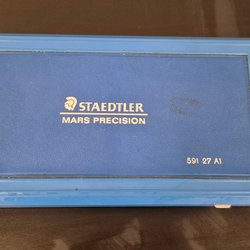 STAEDTLER
MARS PRECISION
591 27 A1